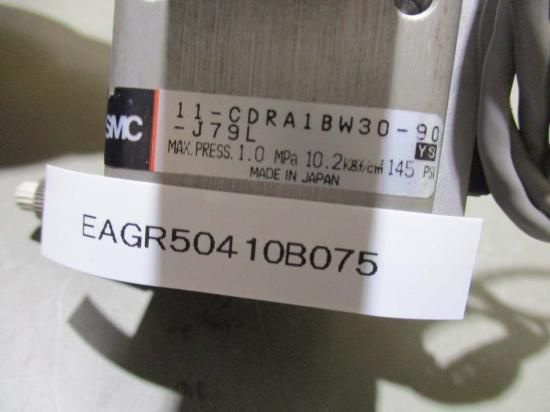 SMC
11-CDRA1BW30-90
-J79L
YS
MAX.PRESS. 1.0 MPa 10.2kgf/cm² 145 PSI
MADE IN JAPAN
EAGR50410B075